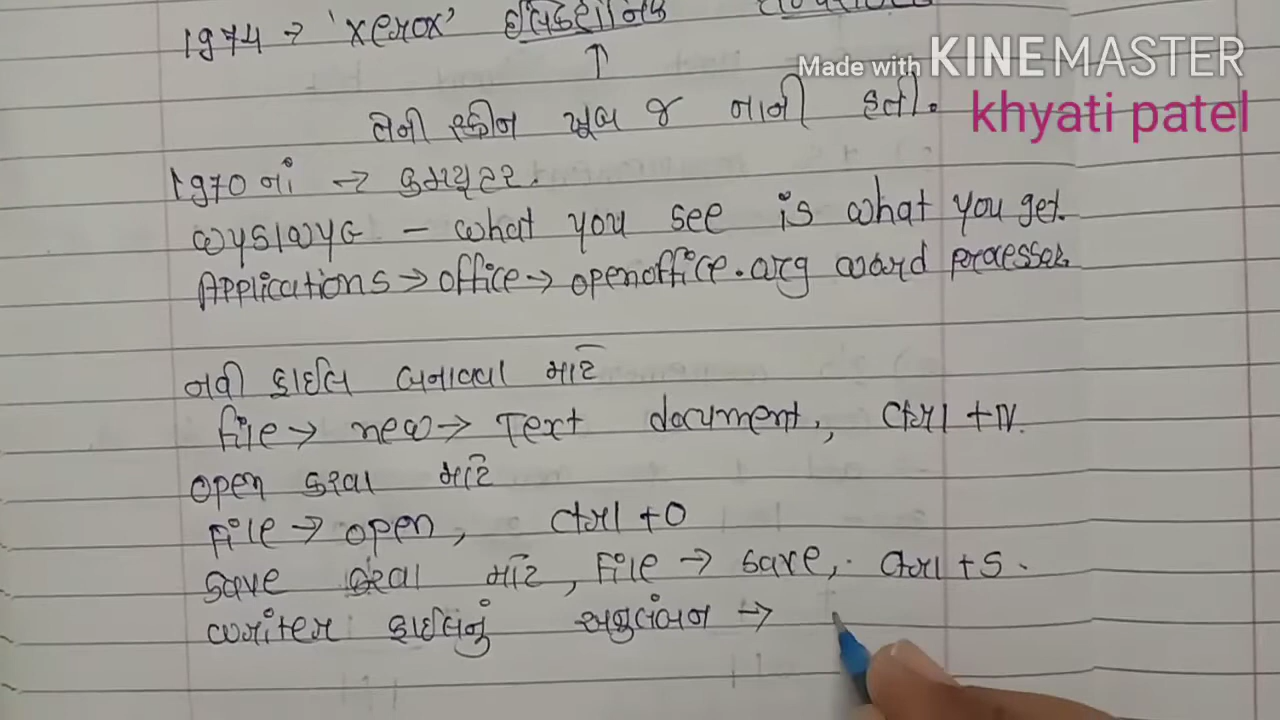 1974 → 'xerox' ઈલેક્ટ્રોનિક
Made with KINEMASTER
khyati patel
તેની સ્ક્રીન ખૂબ જ નાની હતી.
1970 નાં → કમ્પ્યુટર.
WYSIWYG - what you see is what you get.
Applications → office → openoffice.org word processor
નવી ફાઈલ બનાવવા માટે
file → new → Text document, ctrl + N.
open કરવા માટે
file → open, ctrl + O
save કરવા માટે, file → save, ctrl + S.
writer ફાઈલનું અનુલંબન →